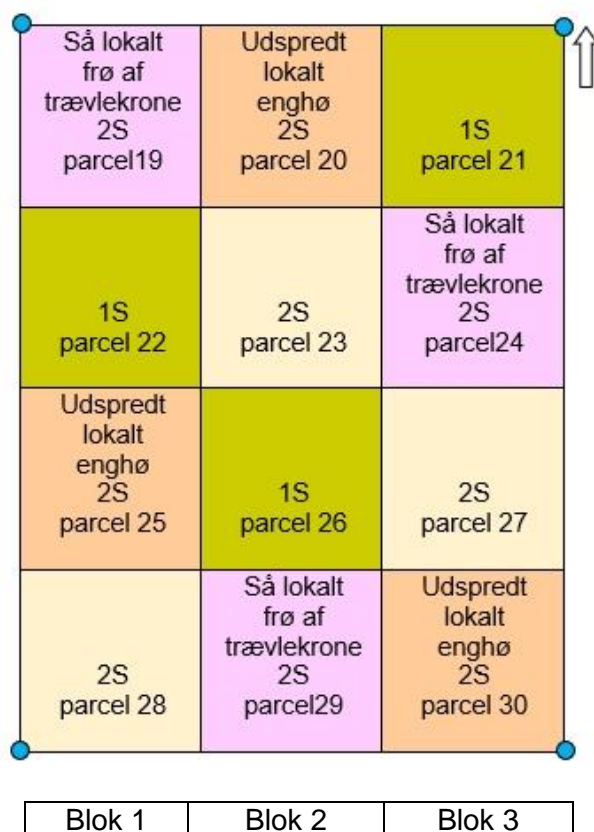 Så lokalt
frø af
trævlekrone
2S
parcel19
Udspredt
lokalt
enghø
2S
parcel 20
1S
parcel 21
1S
parcel 22
2S
parcel 23
Så lokalt
frø af
trævlekrone
2S
parcel24
Udspredt
lokalt
enghø
2S
parcel 25
1S
parcel 26
2S
parcel 27
2S
parcel 28
Så lokalt
frø af
trævlekrone
2S
parcel29
Udspredt
lokalt
enghø
2S
parcel 30
Blok 1
Blok 2
Blok 3